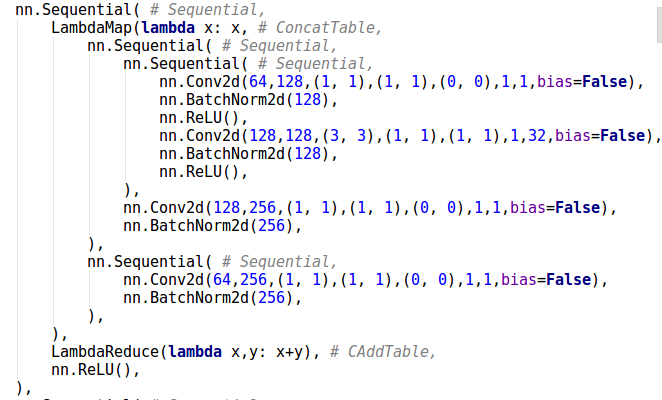 nn.Sequential( # Sequential,
LambdaMap(lambda x: x, # ConcatTable,
nn.Sequential( # Sequential,
nn.Sequential( # Sequential,
nn.Conv2d(64,128,(1, 1),(1, 1),(0, 0),1,1,bias=False),
nn.BatchNorm2d(128),
nn.ReLU(),
nn.Conv2d(128,128,(3, 3),(1, 1),(1, 1),1,32,bias=False),
nn.BatchNorm2d(128),
nn.ReLU(),
),
nn.Conv2d(128,256,(1, 1),(1, 1),(0, 0),1,1,bias=False),
nn.BatchNorm2d(256),
),
nn.Sequential( # Sequential,
nn.Conv2d(64,256,(1, 1),(1, 1),(0, 0),1,1,bias=False),
nn.BatchNorm2d(256),
),
),
LambdaReduce(lambda x,y: x+y), # CAddTable,
nn.ReLU(),
),